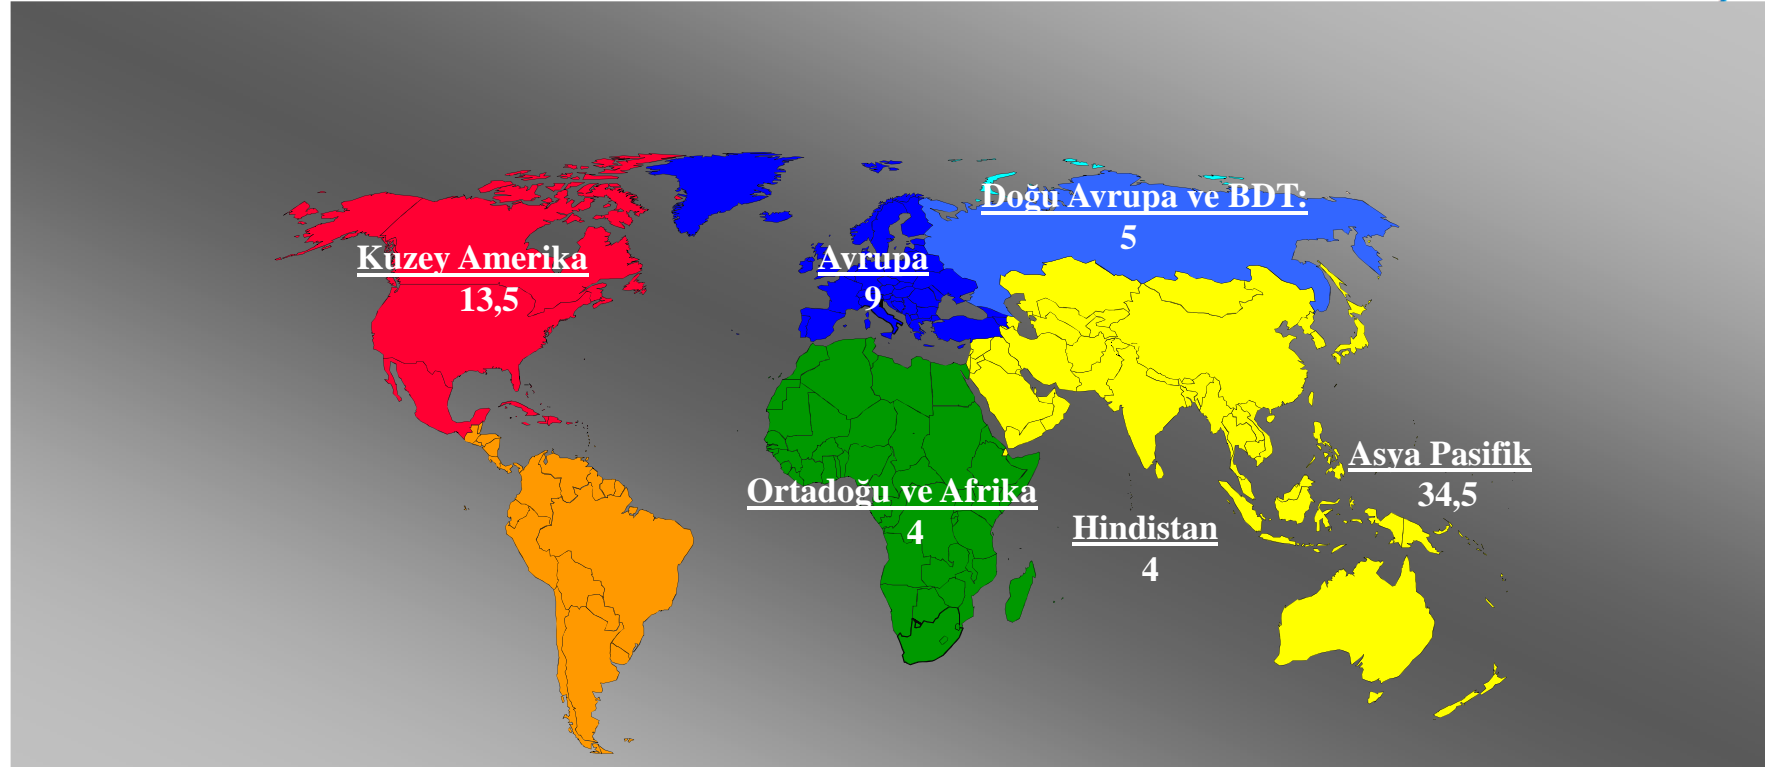 Doğu Avrupa ve BDT:
5
Kuzey Amerika
13,5
Avrupa
9
Asya Pasifik
34,5
Ortadoğu ve Afrika
4
Hindistan
4